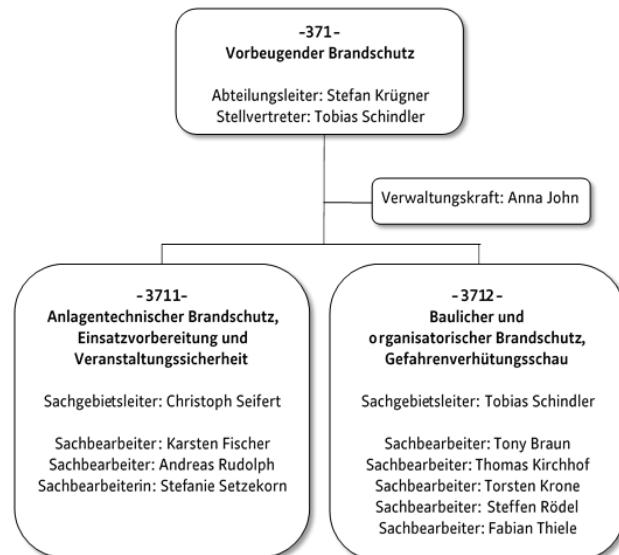 -371-
Vorbeugender Brandschutz
Abteilungsleiter: Stefan Krügner
Stellvertreter: Tobias Schindler
Verwaltungskraft: Anna John
-3711-
Anlagentechnischer Brandschutz,
Einsatzvorbereitung und
Veranstaltungssicherheit
Sachgebietsleiter: Christoph Seifert
Sachbearbeiter: Karsten Fischer
Sachbearbeiter: Andreas Rudolph
Sachbearbeiterin: Stefanie Setzekorn
-3712-
Baulicher und
organisatorischer Brandschutz,
Gefahrenverhütungsschau
Sachgebietsleiter: Tobias Schindler
Sachbearbeiter: Tony Braun
Sachbearbeiter: Thomas Kirchhof
Sachbearbeiter: Torsten Krone
Sachbearbeiter: Steffen Rödel
Sachbearbeiter: Fabian Thiele